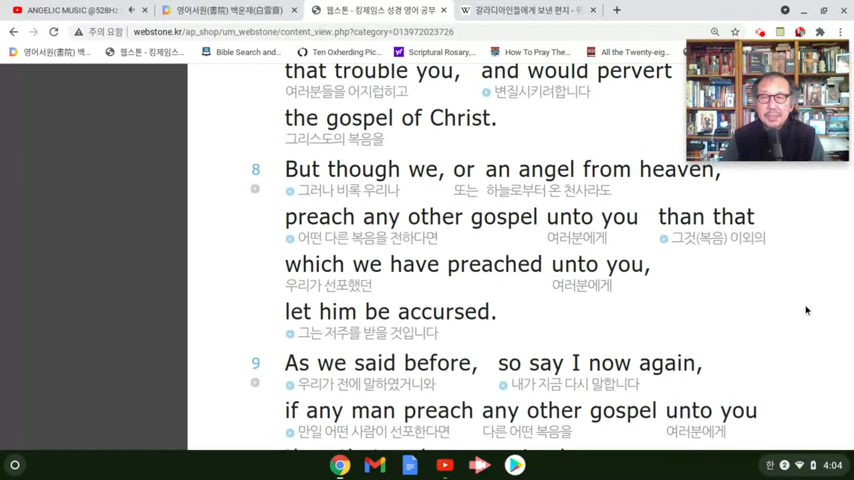 ANGELIC MUSIC @528Hz
영어서원(書院) 백운재(白雲齋)
웹스톤 - 킹제임스 성경 영어 공부
갈라디아인들에게 보낸 편지 - 위
주의 요함
webstone.kr/ap_shop/um_webstone/content_view.php?category=D13972023726
영어서원(書院) 백...
웹스톤 - 킹제임스...
Bible Search and...
Ten Oxherding Pic...
Scriptural Rosary,...
How To Pray The...
All the Twenty-eig...
that trouble you, and would pervert
여러분들을 어지럽히고 변질시키려합니다
the gospel of Christ.
그리스도의 복음을
8 But though we, or an angel from heaven,
그러나 비록 우리나 또는 하늘로부터 온 천사라도
preach any other gospel unto you than that
어떤 다른 복음을 전하다면 여러분에게 그것(복음) 이외의
which we have preached unto you,
우리가 선포했던 여러분에게
let him be accursed.
그는 저주를 받을 것입니다
9 As we said before, so say I now again,
우리가 전에 말하였거니와 내가 지금 다시 말합니다
if any man preach any other gospel unto you
만일 어떤 사람이 선포한다면 다른 어떤 복음을 여러분에게
한 2 4:04